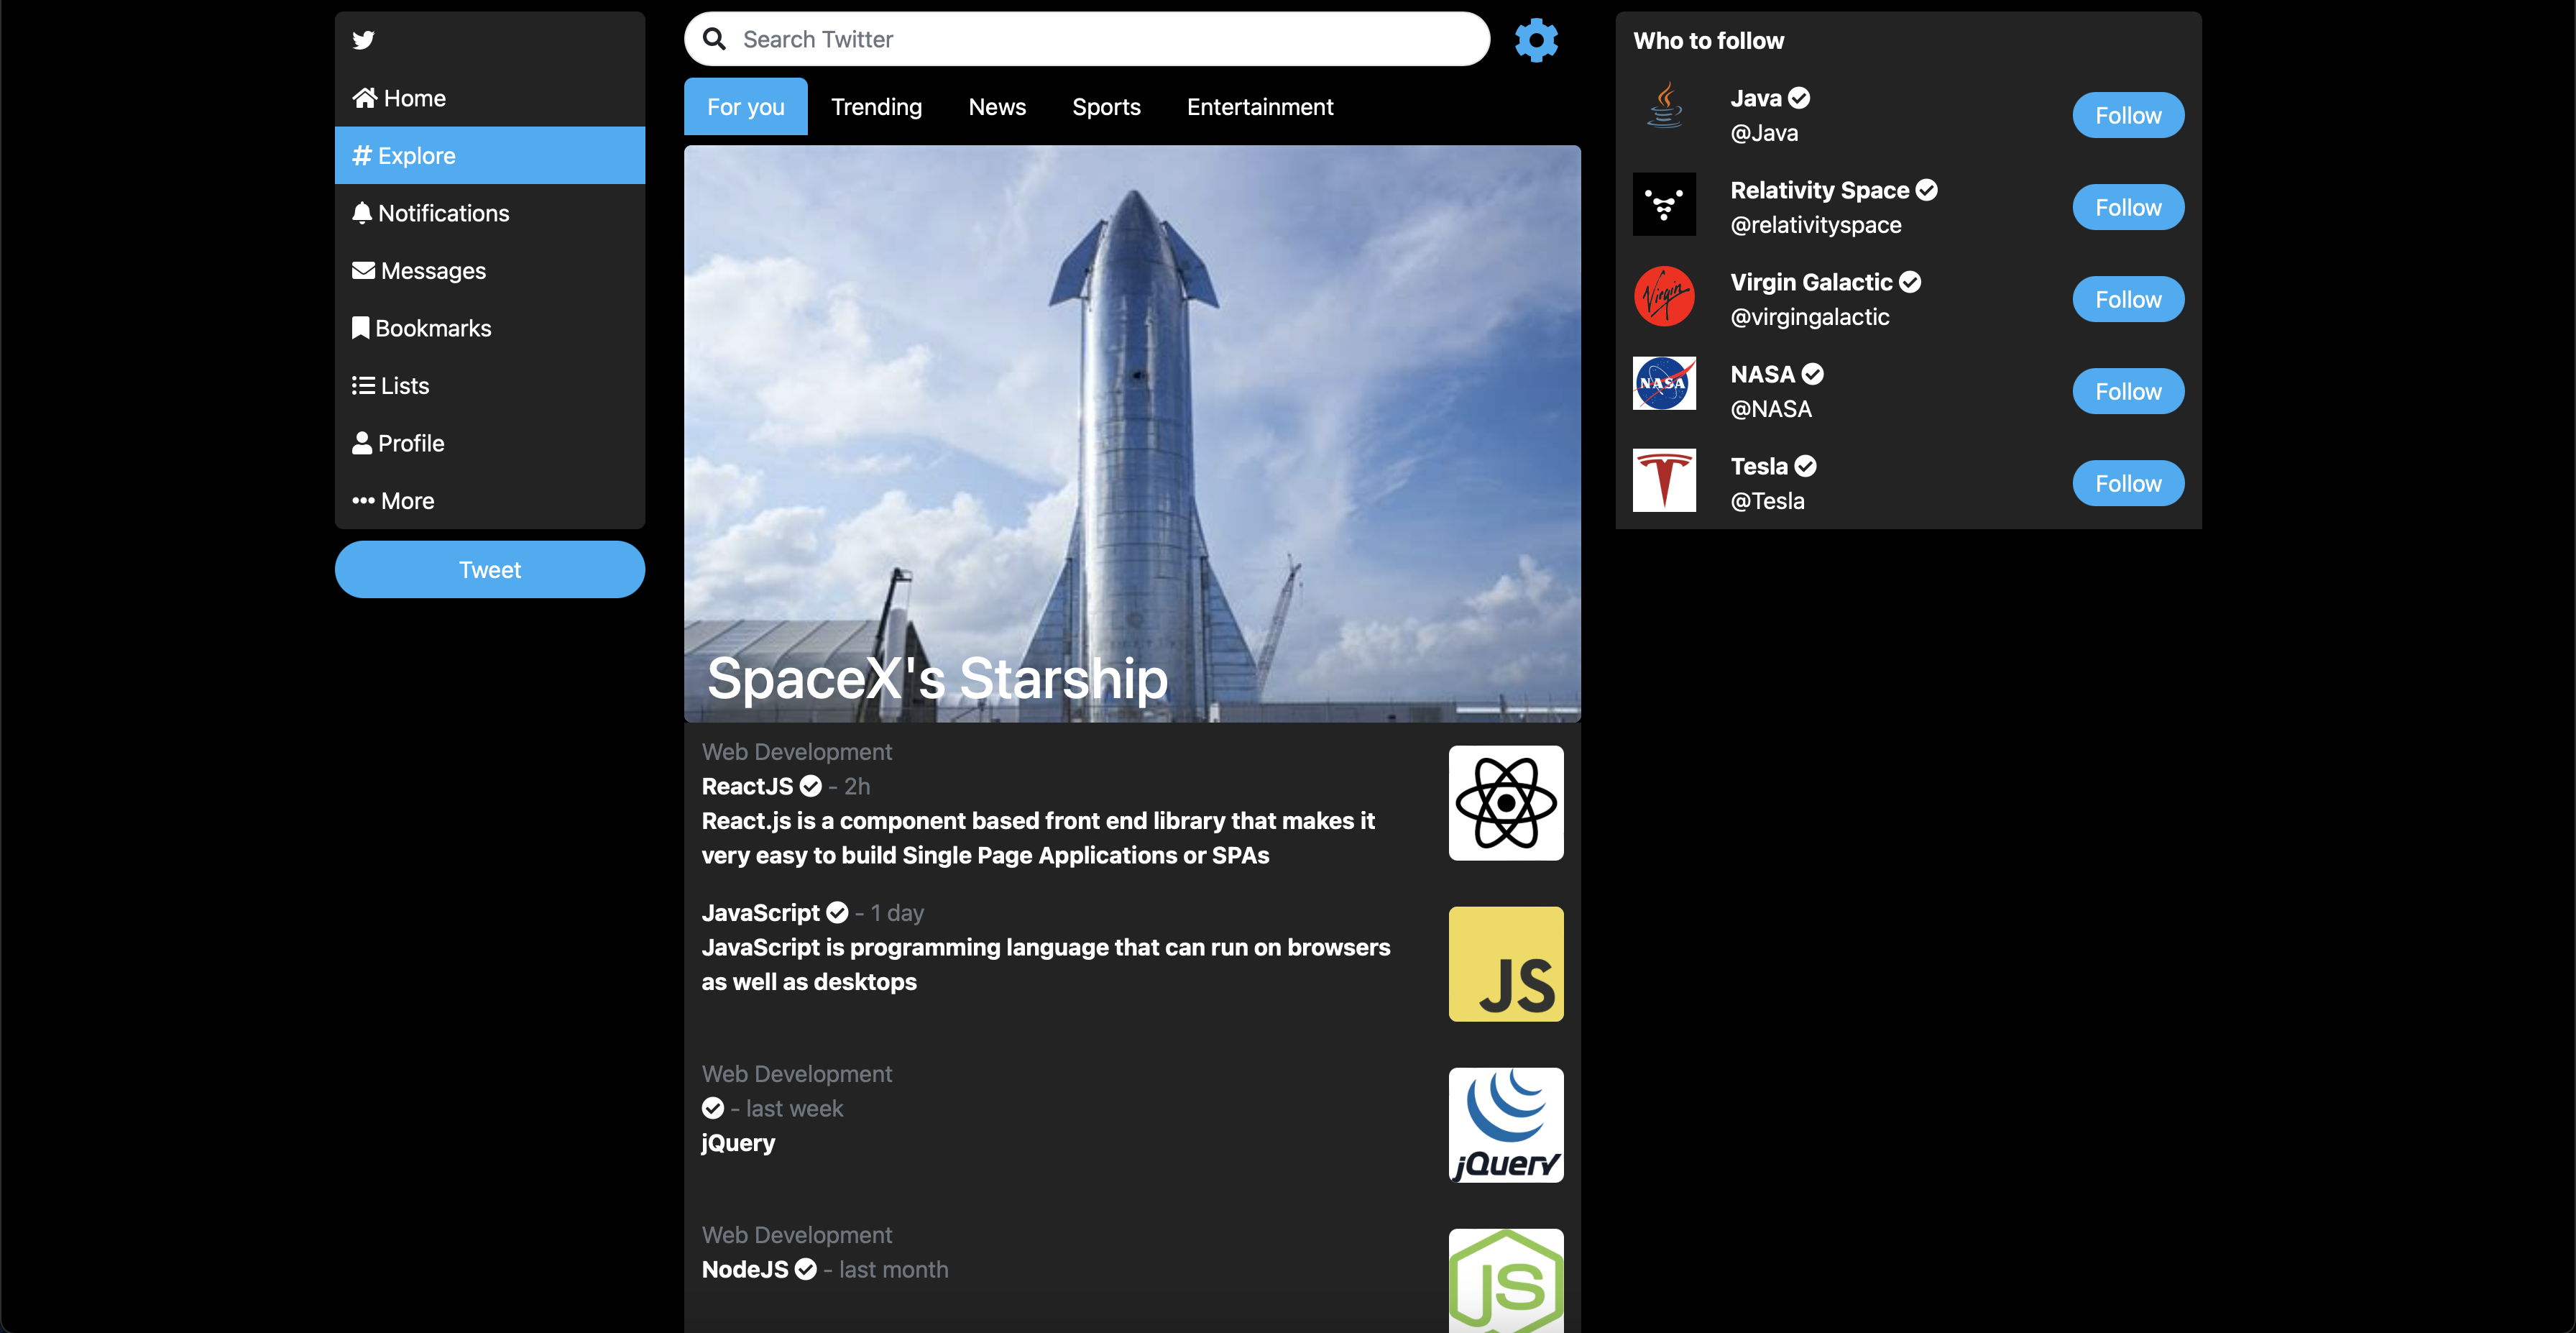 Home
Explore
Notifications
Messages
Bookmarks
Lists
Profile
More
Tweet
Search Twitter
For you
Trending
News
Sports
Entertainment
SpaceX's Starship
Web Development
ReactJS - 2h
React.js is a component based front end library that makes it
very easy to build Single Page Applications or SPAs
JavaScript - 1 day
JavaScript is programming language that can run on browsers
as well as desktops
JS
Web Development
- last week
jQuery
jQuery
Web Development
NodeJS - last month
JS
Who to follow
Java
@Java
Follow
Relativity Space
@relativityspace
Follow
Virgin
Virgin Galactic
@virgingalactic
Follow
NASA
NASA
@NASA
Follow
Tesla
@Tesla
Follow